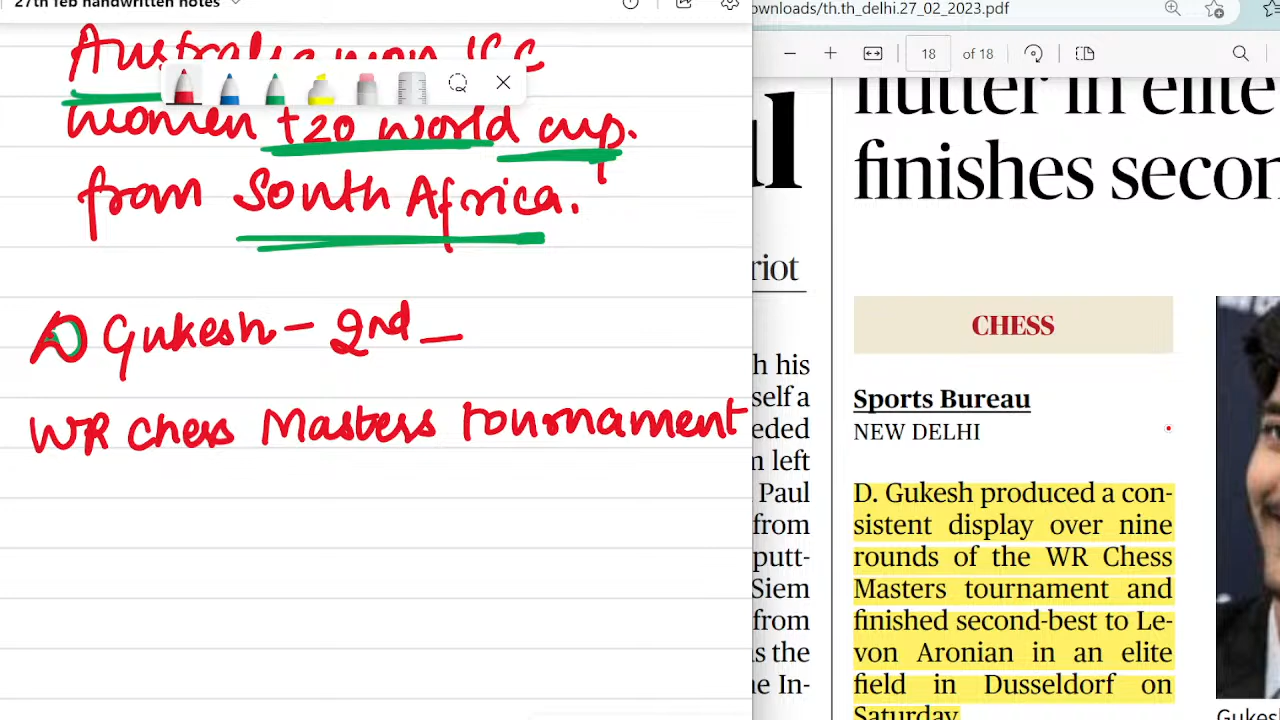 27th feb handwritten notes
Australia won ICC
women t20 world cup.
from South Africa.
D Gukesh - 2nd -
WR Chess Masters tournament
ownloads/th.th_delhi.27_02_2023.pdf
18 of 18
flutter in elite
finishes secon
riot
h his
self a
eded
n left
Paul
from
putt-
Siem
from
s the
e In-
CHESS
Sports Bureau
NEW DELHI
D. Gukesh produced a con-
sistent display over nine
rounds of the WR Chess
Masters tournament and
finished second-best to Le-
von Aronian in an elite
field in Dusseldorf on
Saturday.
Gukes